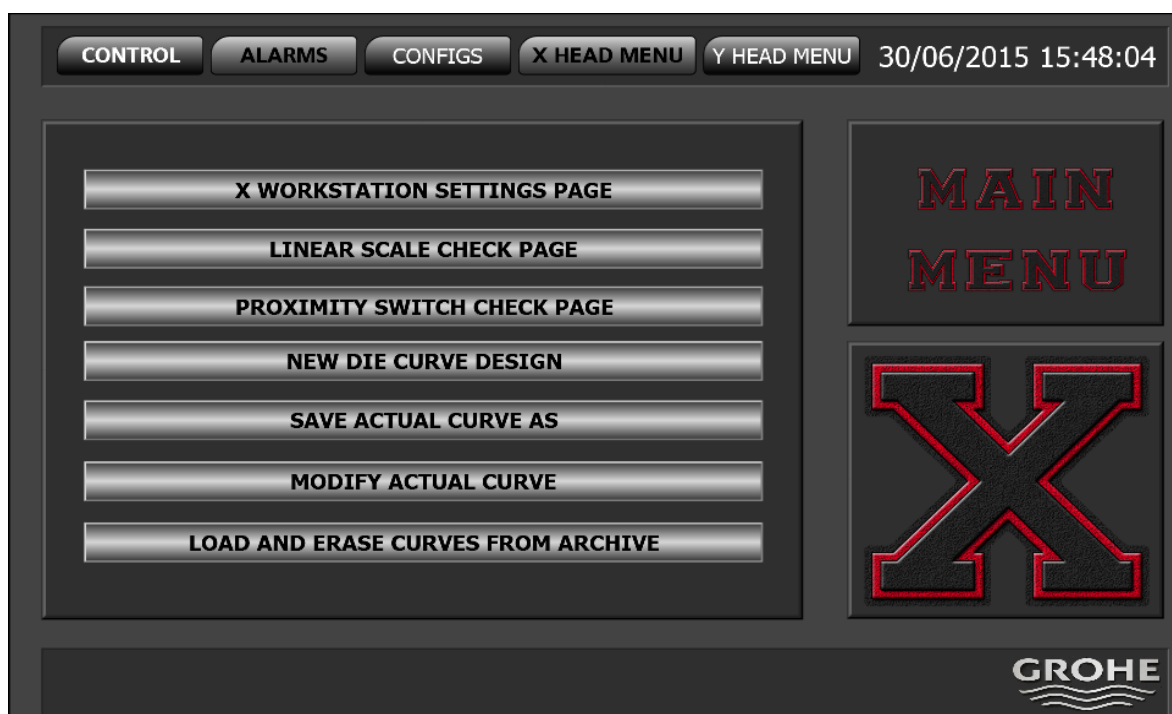 CONTROL ALARMS CONFIGS X HEAD MENU Y HEAD MENU 30/06/2015 15:48:04
X WORKSTATION SETTINGS PAGE
LINEAR SCALE CHECK PAGE
PROXIMITY SWITCH CHECK PAGE
NEW DIE CURVE DESIGN
SAVE ACTUAL CURVE AS
MODIFY ACTUAL CURVE
LOAD AND ERASE CURVES FROM ARCHIVE
MAIN
MENU
X
GROHE